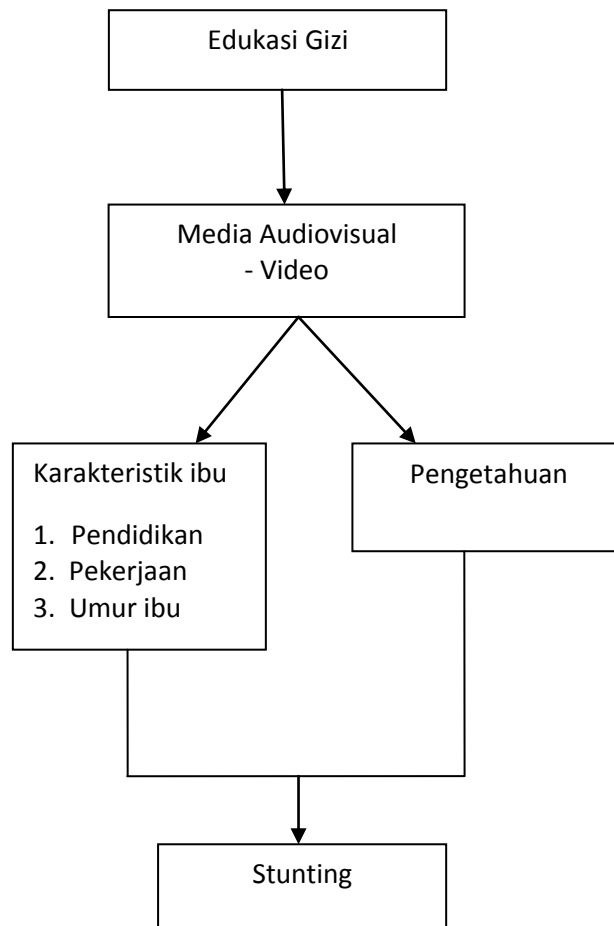 Edukasi Gizi
Media Audiovisual
- Video
Karakteristik ibu
1. Pendidikan
2. Pekerjaan
3. Umur ibu
Pengetahuan
Stunting